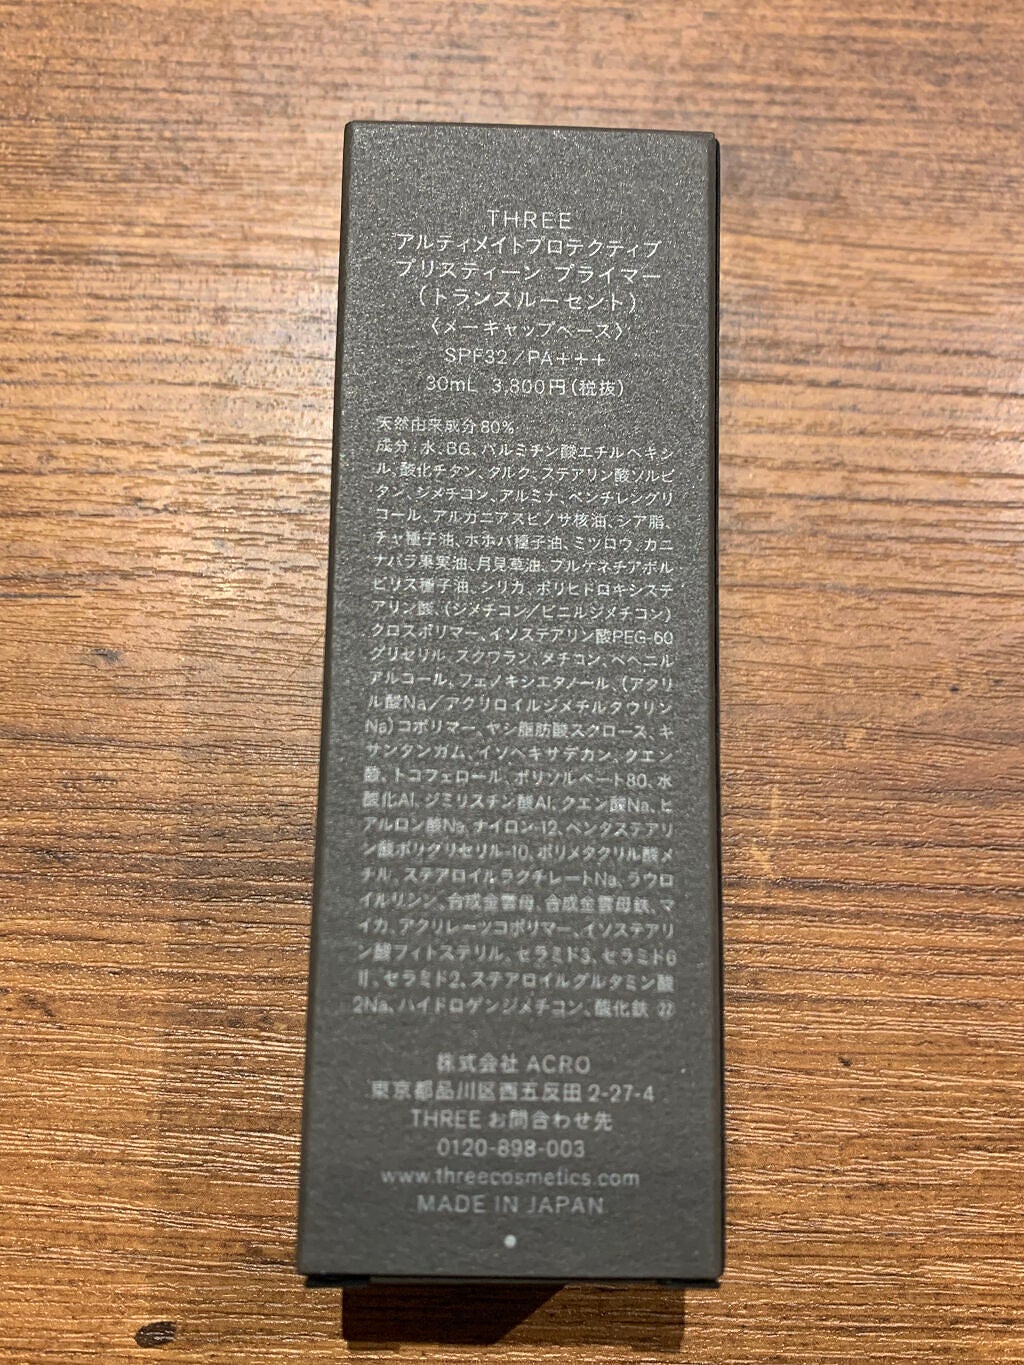 THREE
アルティメイトプロテクティブ
プリスティーン プライマー
(トランスルーセント)
〈メーキャップベース〉
SPF32/PA+++
30mL 3,800円(税抜)
天然由来成分80%
成分:水、BG、パルミチン酸エチルヘキシ
ル、酸化チタン、タルク、ステアリン酸ソルビ
タン、ジメチコン、アルミナ、ペンチレングリ
コール、アルガニアスピノサ核油、シア脂、
チャ種子油、ホホバ種子油、ミツロウ、カニ
ナバラ果実油、月見草油、プルケネチアボル
ビリス種子油、シリカ、ポリヒドロキシステ
アリン酸、(ジメチコン/ビニルジメチコン)
クロスポリマー、イソステアリン酸PEG-60
グリセリル、スクワラン、メチコン、ベヘニル
アルコール、フェノキシエタノール、(アクリ
ル酸Na/アクリロイルジメチルタウリン
Na)コポリマー、ヤシ脂肪酸スクロース、キ
サンタンガム、イソヘキサデカン、クエン
酸、トコフェロール、ポリソルベート80、水
酸化Al、ジミリスチン酸Al、クエン酸Na、ヒ
アルロン酸Na、ナイロン-12、ペンタステアリ
ン酸ポリグリセリル-10、ポリメタクリル酸メ
チル、ステアロイルラクチレートNa、ラウロ
イルリシン、合成金雲母、合成金雲母鉄、マ
イカ、アクリレーツコポリマー、イソステアリ
ン酸フィトステリル、セラミド3、セラミド6
II、セラミド2、ステアロイルグルタミン酸
2Na、ハイドロゲンジメチコン、酸化鉄 22
株式会社 ACRO
東京都品川区西五反田2-27-4
THREE お問合わせ先
0120-898-003
www.threecosmetics.com
MADE IN JAPAN